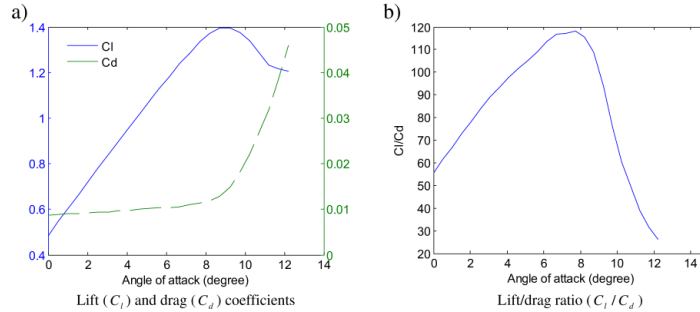 a)
1.4
1.2
1
0.8
0.6
0.4
0.05
0.04
0.03
0.02
0.01
0
Cl
Cd
0 2 4 6 8 10 12 14
Angle of attack (degree)
Lift (C_l) and drag (C_d) coefficients
b)
120
110
100
90
80
70
60
50
40
30
20
Cl/Cd
0 2 4 6 8 10 12 14
Angle of attack (degree)
Lift/drag ratio (C_l / C_d)